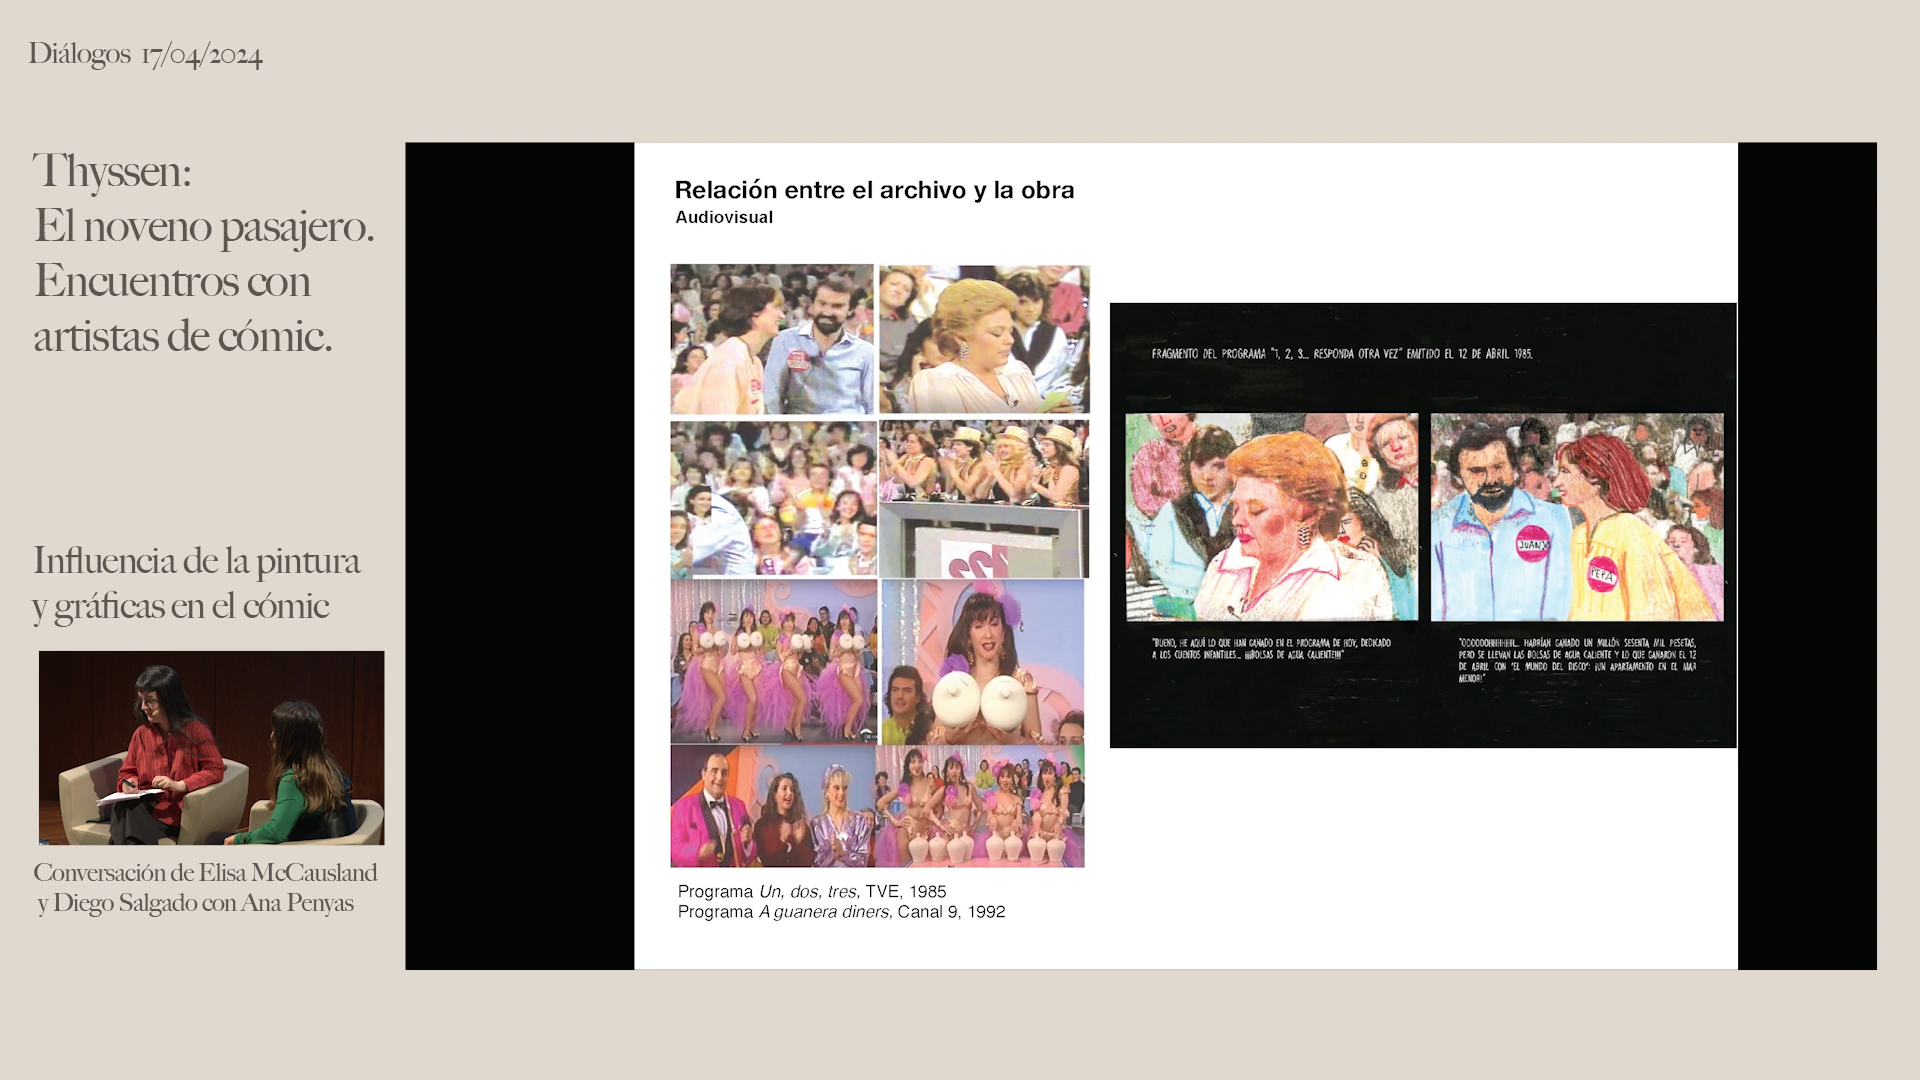 Diálogos 17/04/2024
Thyssen:
El noveno pasajero.
Encuentros con
artistas de cómic.
Influencia de la pintura
y gráficas en el cómic
Conversación de Elisa McCausland
y Diego Salgado con Ana Penyas
Relación entre el archivo y la obra
Audiovisual
Programa Un, dos, tres, TVE, 1985
Programa A guanera diners, Canal 9, 1992
FRAGMENTO DEL PROGRAMA "1, 2, 3... RESPONDA OTRA VEZ" EMITIDO EL 12 DE ABRIL 1985.
JUANJO
PEPA
"BUENO, HE AQUÍ LO QUE HAN GANADO EN EL PROGRAMA DE HOY, DEDICADO
A LOS CUENTOS INFANTILES... ¡¡¡BOLSAS DE AGUA CALIENTE!!!"
"OOOOOOHHHHHH... HABRÍAN GANADO UN MILLÓN SESENTA MIL PESETAS,
PERO SE LLEVAN LAS BOLSAS DE AGUA CALIENTE Y LO QUE GANARON EL 12
DE ABRIL CON "EL MUNDO DEL DISCO": ¡UN APARTAMENTO EN EL MAR
MENOR!"